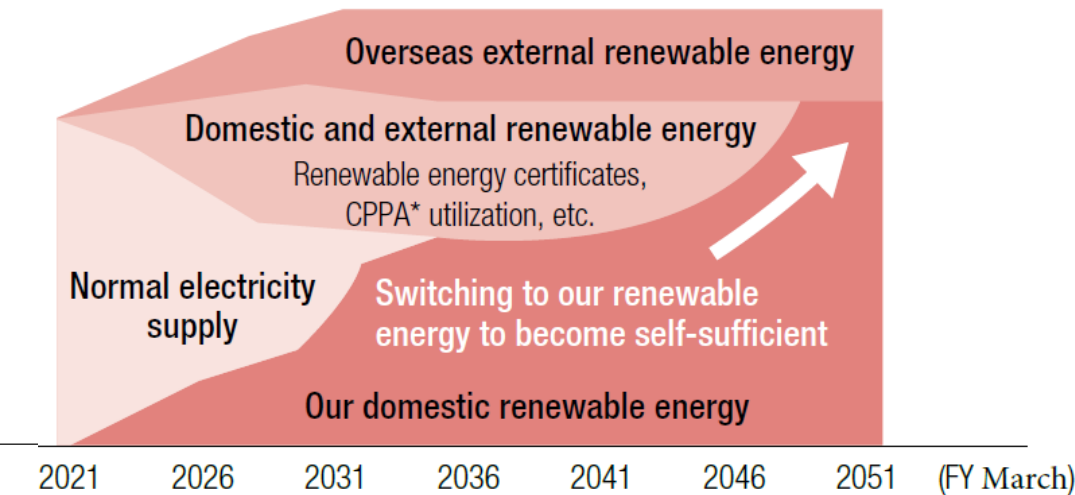 Overseas external renewable energy
Domestic and external renewable energy
Renewable energy certificates,
CPPA* utilization, etc.
Normal electricity
supply
Switching to our renewable
energy to become self-sufficient
Our domestic renewable energy
2021 2026 2031 2036 2041 2046 2051 (FY March)